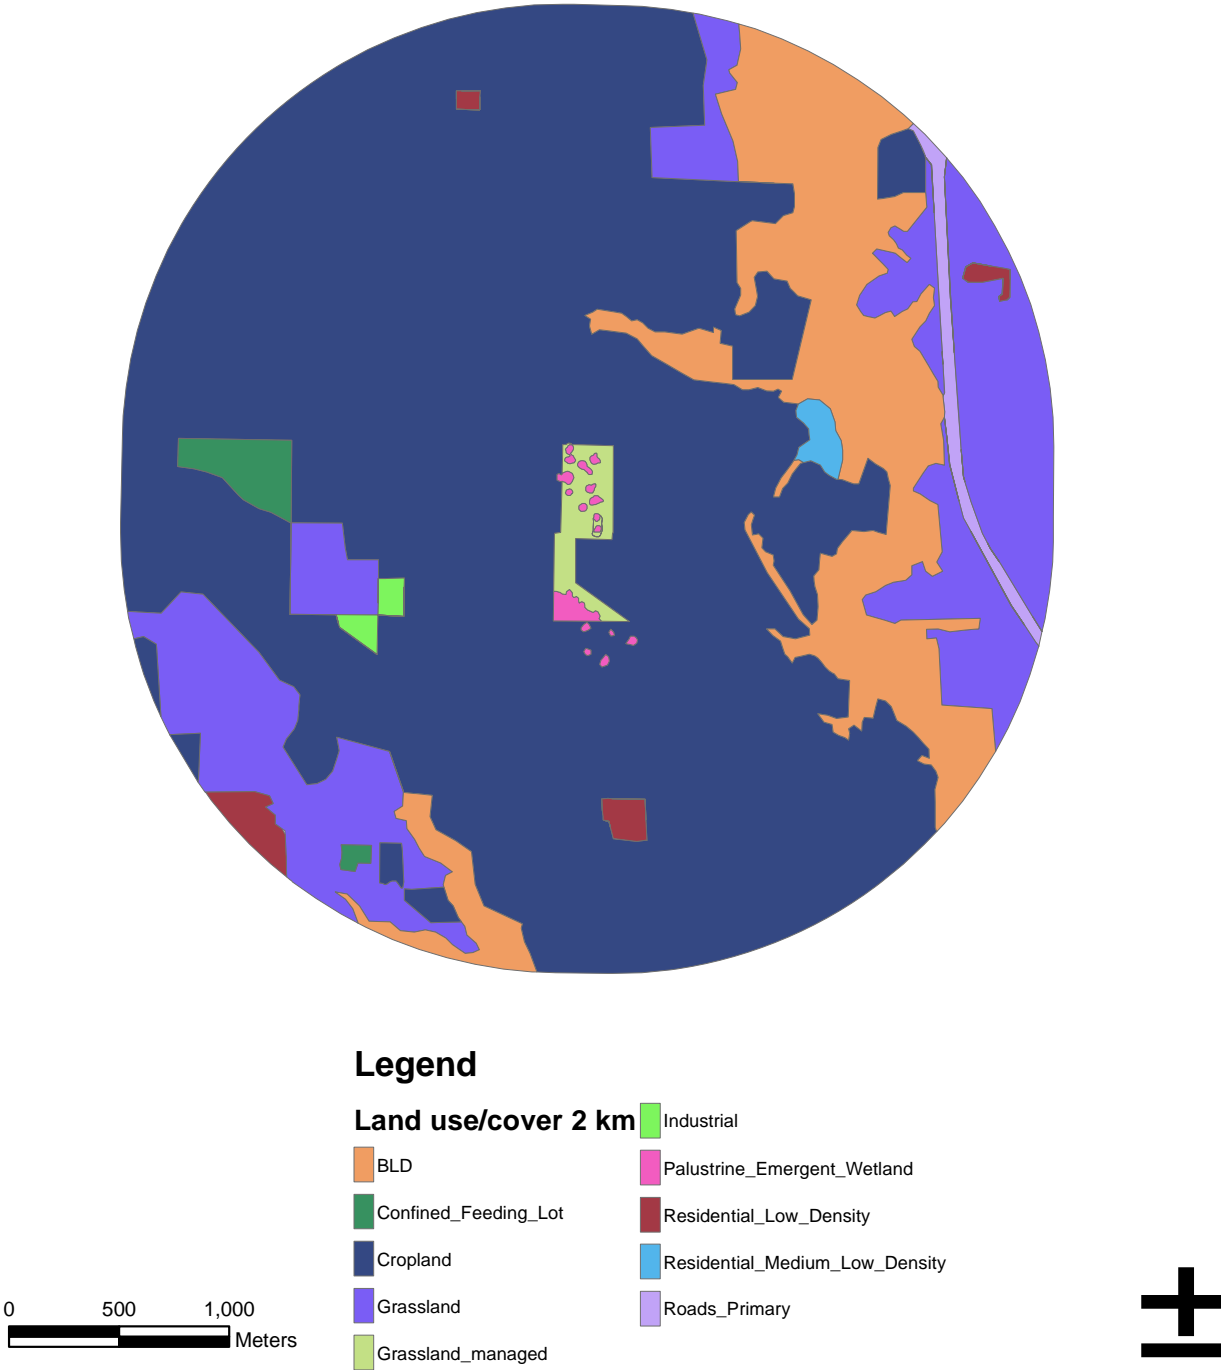 Legend
Land use/cover 2 km
BLD
Confined_Feeding_Lot
Cropland
Grassland
Grassland_managed
Industrial
Palustrine_Emergent_Wetland
Residential_Low_Density
Residential_Medium_Low_Density
Roads_Primary
0 500 1,000
Meters